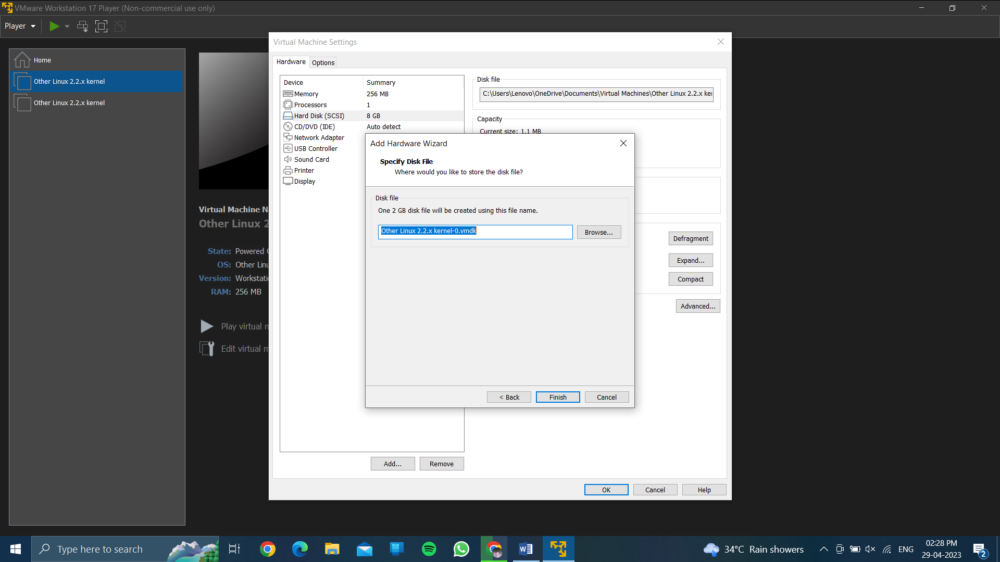 VMware Workstation 17 Player (Non-commercial use only)
Player
Home
Other Linux 2.2.x kernel
Other Linux 2.2.x kernel
Virtual Machine N
Other Linux 2
State: Powered
OS: Other Linu
Version: Workstati
RAM: 256 MB
Play virtual m
Edit virtual m
Virtual Machine Settings
Hardware
Options
Device Summary
Memory 256 MB
Processors 1
Hard Disk (SCSI) 8 GB
CD/DVD (IDE) Auto detect
Network Adapter
USB Controller
Sound Card
Printer
Display
Add...
Remove
Disk file
C:\Users\Lenovo\OneDrive\Documents\Virtual Machines\Other Linux 2.2.x ker
Capacity
Current size: 1.1 MB
Defragment
Expand...
Compact
Advanced...
OK
Cancel
Help
Add Hardware Wizard
Specify Disk File
Where would you like to store the disk file?
Disk file
One 2 GB disk file will be created using this file name.
Other Linux 2.2.x kernel-0.vmdk
Browse...
< Back
Finish
Cancel
Type here to search
34°C Rain showers
ENG
02:28 PM
29-04-2023
2